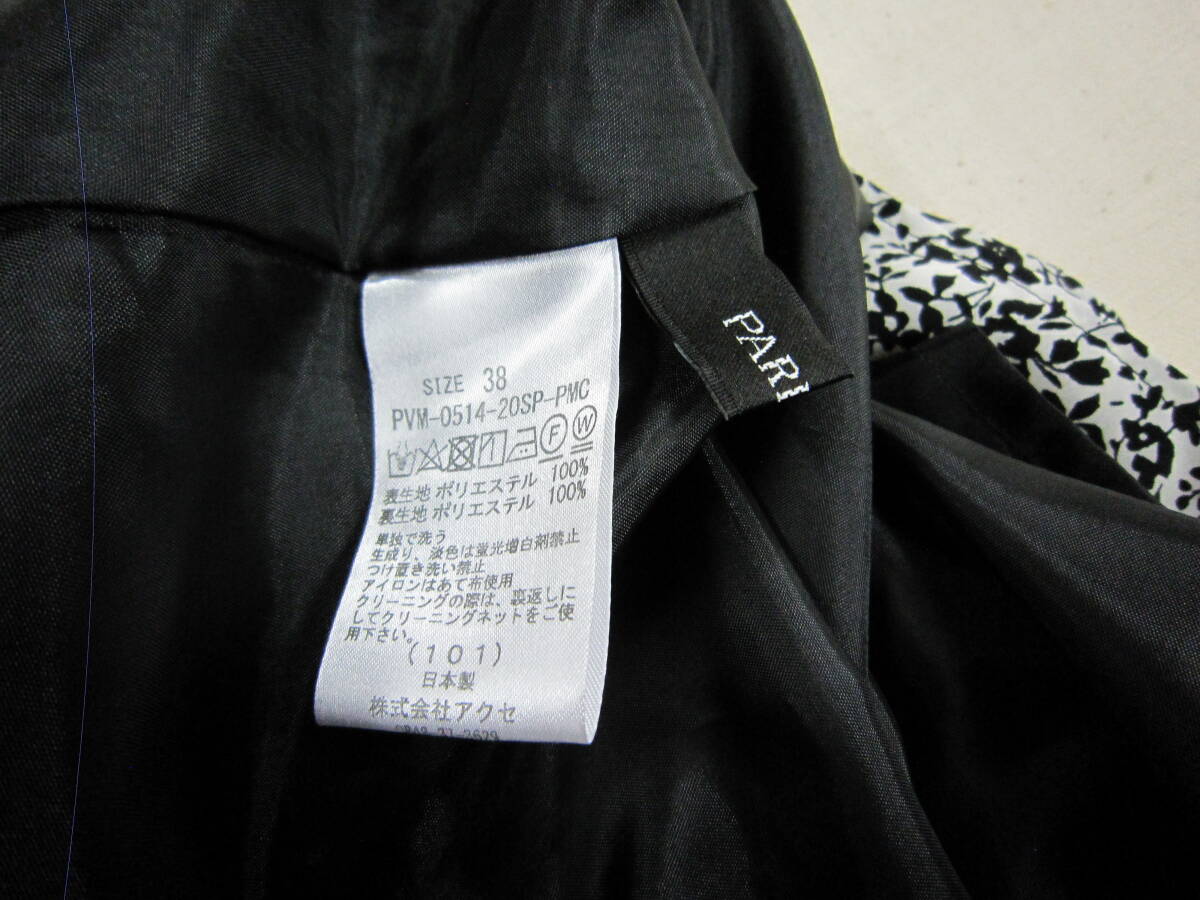 SIZE 38
PVM-0514-20SP-PMC
F W
表生地 ポリエステル 100%
裏生地 ポリエステル 100%
単独で洗う
生成り、淡色は蛍光増白剤禁止
つけ置き洗い禁止
アイロンはあて布使用
クリーニングの際は、裏返しに
してクリーニングネットをご使
用下さい。
(101)
日本製
株式会社アクセ
PARI